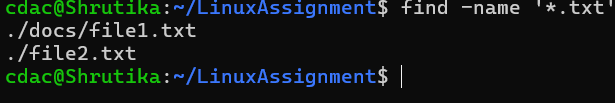 cdac@Shrutika:~/LinuxAssignment$ find -name '*.txt'
./docs/file1.txt
./file2.txt
cdac@Shrutika:~/LinuxAssignment$